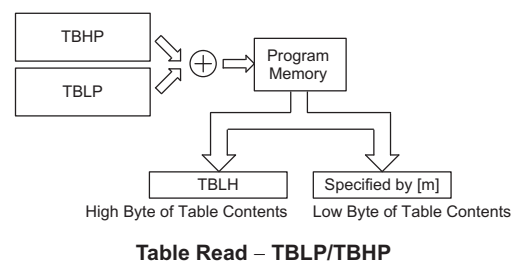 TBHP
TBLP
Program
Memory
TBLH
Specified by [m]
High Byte of Table Contents
Low Byte of Table Contents
Table Read – TBLP/TBHP